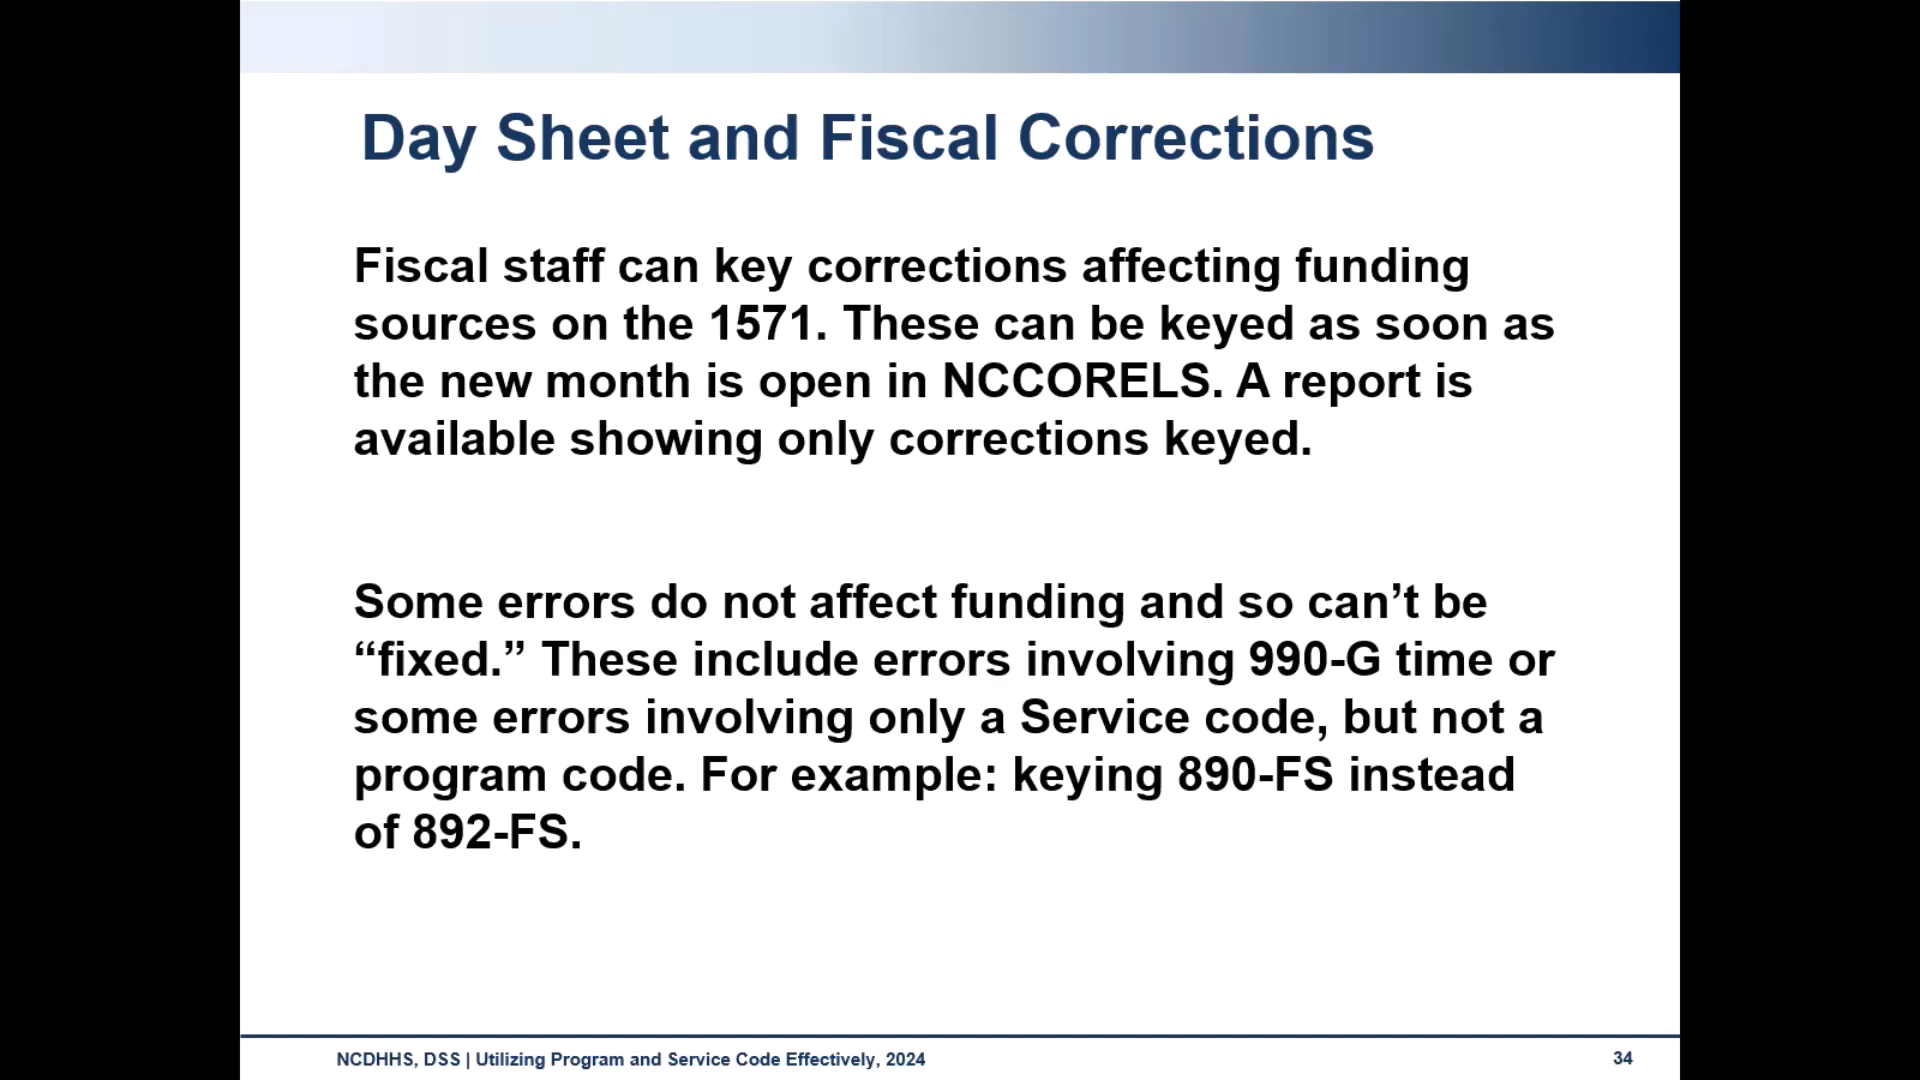 Day Sheet and Fiscal Corrections
Fiscal staff can key corrections affecting funding
sources on the 1571. These can be keyed as soon as
the new month is open in NCCORELS. A report is
available showing only corrections keyed.
Some errors do not affect funding and so can’t be
“fixed.” These include errors involving 990-G time or
some errors involving only a Service code, but not a
program code. For example: keying 890-FS instead
of 892-FS.
NCDHHS, DSS | Utilizing Program and Service Code Effectively, 2024
34